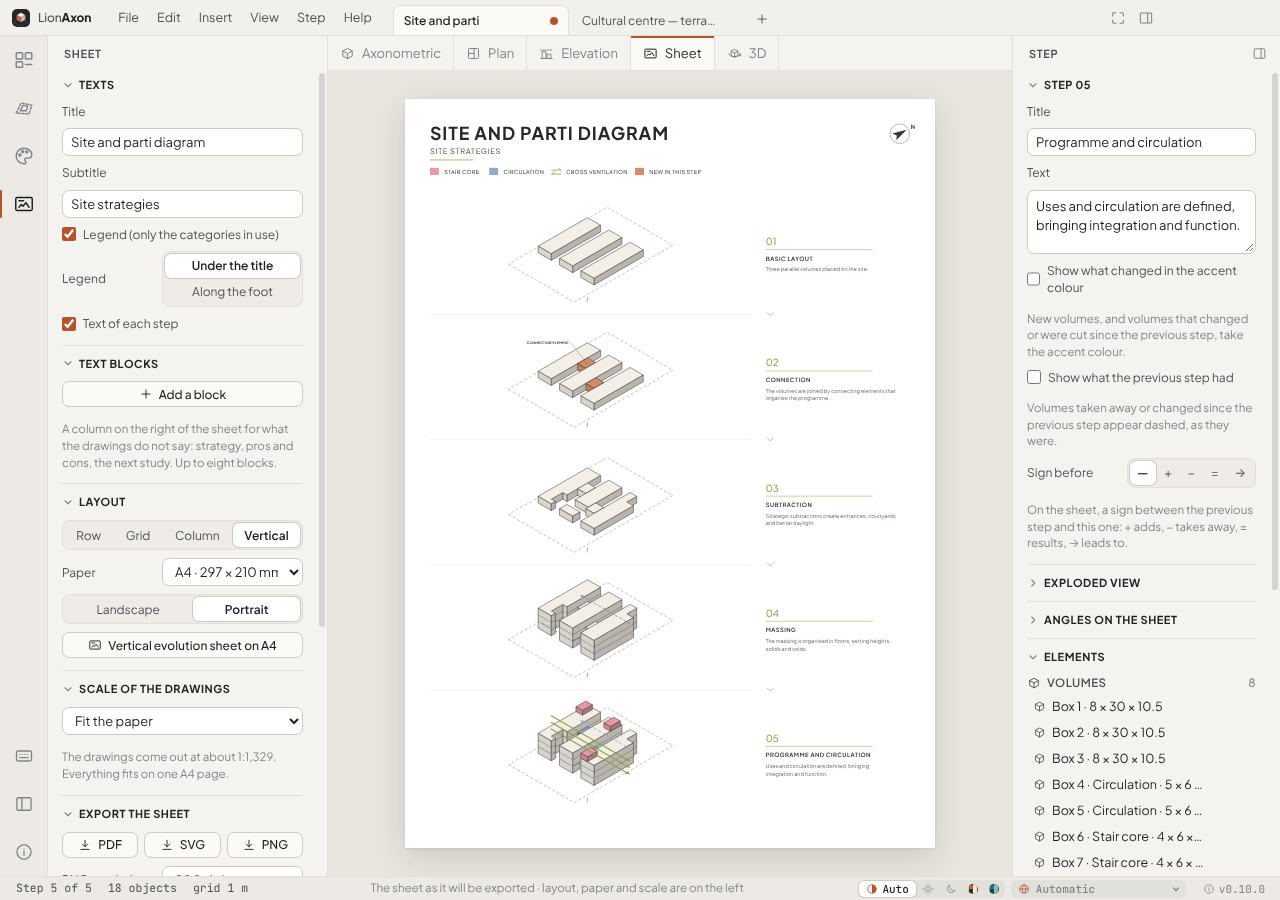 LionAxon File Edit Insert View Step Help Site and parti Cultural centre — terra... +
SHEET
TEXTS
Title
Site and parti diagram
Subtitle
Site strategies
Legend (only the categories in use)
Legend
Under the title
Along the foot
Text of each step
TEXT BLOCKS
+ Add a block
A column on the right of the sheet for what
the drawings do not say: strategy, pros and
cons, the next study. Up to eight blocks.
LAYOUT
Row Grid Column Vertical
Paper A4 · 297 × 210 mm
Landscape Portrait
Vertical evolution sheet on A4
SCALE OF THE DRAWINGS
Fit the paper
The drawings come out at about 1:1,329.
Everything fits on one A4 page.
EXPORT THE SHEET
PDF SVG PNG
Axonometric Plan Elevation Sheet 3D
SITE AND PARTI DIAGRAM
N
SITE STRATEGIES
STAIR CORE CIRCULATION CROSS VENTILATION NEW IN THIS STEP
01
BASIC LAYOUT
Three parallel volumes placed on the site.
CONNECTING ELEMENT
02
CONNECTION
The volumes are joined by connecting elements that
organise the programme.
03
SUBTRACTION
Strategic subtractions create entrances, courtyards
and better daylight.
04
MASSING
The massing is organised in floors, setting heights,
solids and voids.
05
PROGRAMME AND CIRCULATION
Uses and circulation are defined, bringing
integration and function.
STEP
STEP 05
Title
Programme and circulation
Text
Uses and circulation are defined,
bringing integration and function.
Show what changed in the accent
colour
New volumes, and volumes that changed
or were cut since the previous step, take
the accent colour.
Show what the previous step had
Volumes taken away or changed since the
previous step appear dashed, as they
were.
Sign before — + − = →
On the sheet, a sign between the previous
step and this one: + adds, − takes away, =
results, → leads to.
EXPLODED VIEW
ANGLES ON THE SHEET
ELEMENTS
VOLUMES 8
Box 1 · 8 × 30 × 10.5
Box 2 · 8 × 30 × 10.5
Box 3 · 8 × 30 × 10.5
Box 4 · Circulation · 5 × 6 ...
Box 5 · Circulation · 5 × 6 ...
Box 6 · Stair core · 4 × 6 ×...
Box 7 · Stair core · 4 × 6 × ...
Step 5 of 5 18 objects grid 1 m The sheet as it will be exported · layout, paper and scale are on the left Auto Automatic v0.10.0